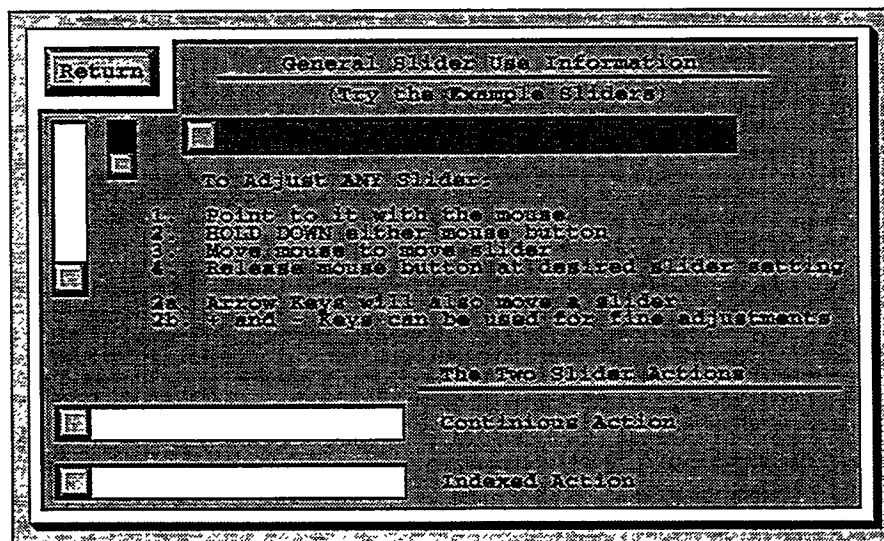 Return
General Slider Use Information
(Try the Example Sliders)
To Adjust ANY Slider:
1. Point to it with the mouse
2. HOLD DOWN either mouse button
3. Move mouse to move slider
4. Release mouse button at desired slider setting
2a. Arrow Keys will also move a slider
2b. + and - Keys can be used for fine adjustments
The Two Slider Actions
Continious Action
Indexed Action